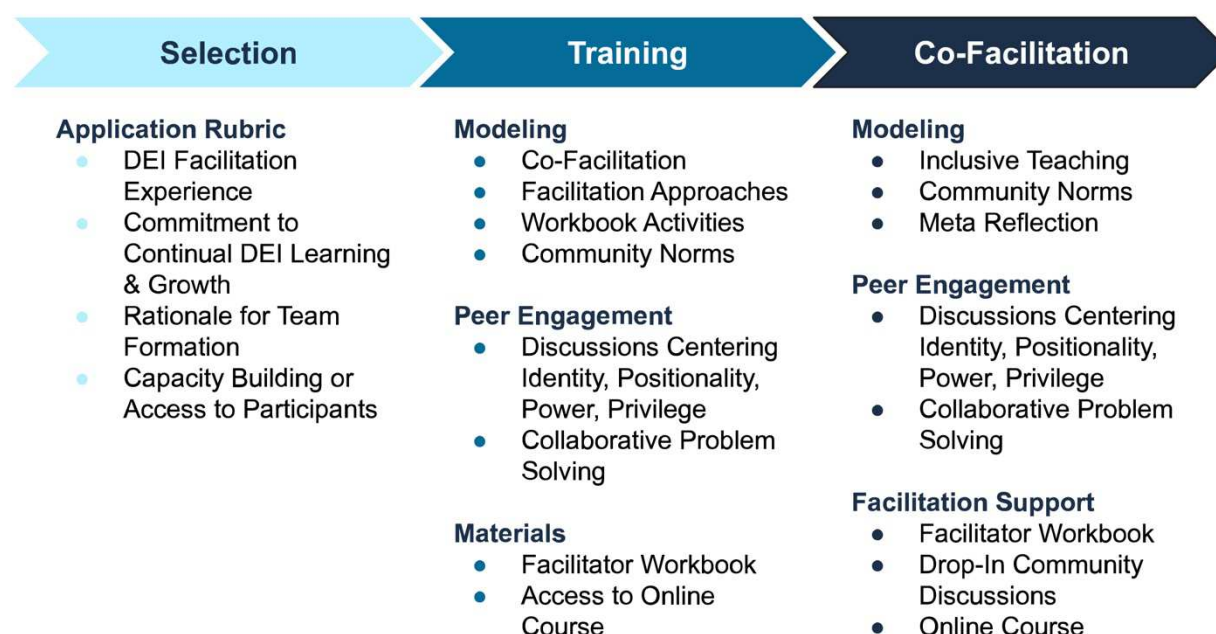 Selection
Training
Co-Facilitation
Application Rubric
● DEI Facilitation
Experience
● Commitment to
Continual DEI Learning
& Growth
● Rationale for Team
Formation
● Capacity Building or
Access to Participants
Modeling
● Co-Facilitation
● Facilitation Approaches
● Workbook Activities
● Community Norms
Peer Engagement
● Discussions Centering
Identity, Positionality,
Power, Privilege
● Collaborative Problem
Solving
Materials
● Facilitator Workbook
● Access to Online
Course
Modeling
● Inclusive Teaching
● Community Norms
● Meta Reflection
Peer Engagement
● Discussions Centering
Identity, Positionality,
Power, Privilege
● Collaborative Problem
Solving
Facilitation Support
● Facilitator Workbook
● Drop-In Community
Discussions
● Online Course